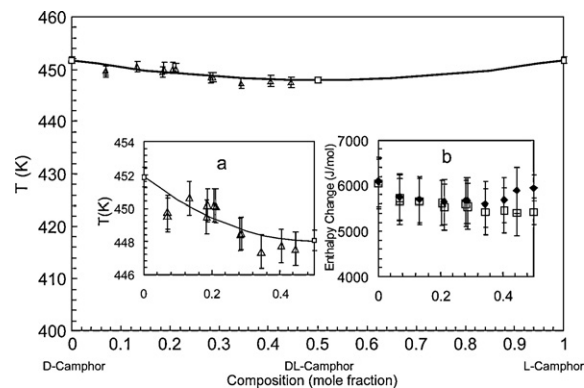 460
450
440
430
420
410
400
T (K)
a
454
452
450
448
446
T(K)
0
0.2
0.4
b
7000
6000
5000
4000
Enthalpy Change (J/mol)
0
0.2
0.4
0 0.1 0.2 0.3 0.4 0.5 0.6 0.7 0.8 0.9 1
D-Camphor DL-Camphor L-Camphor
Composition (mole fraction)